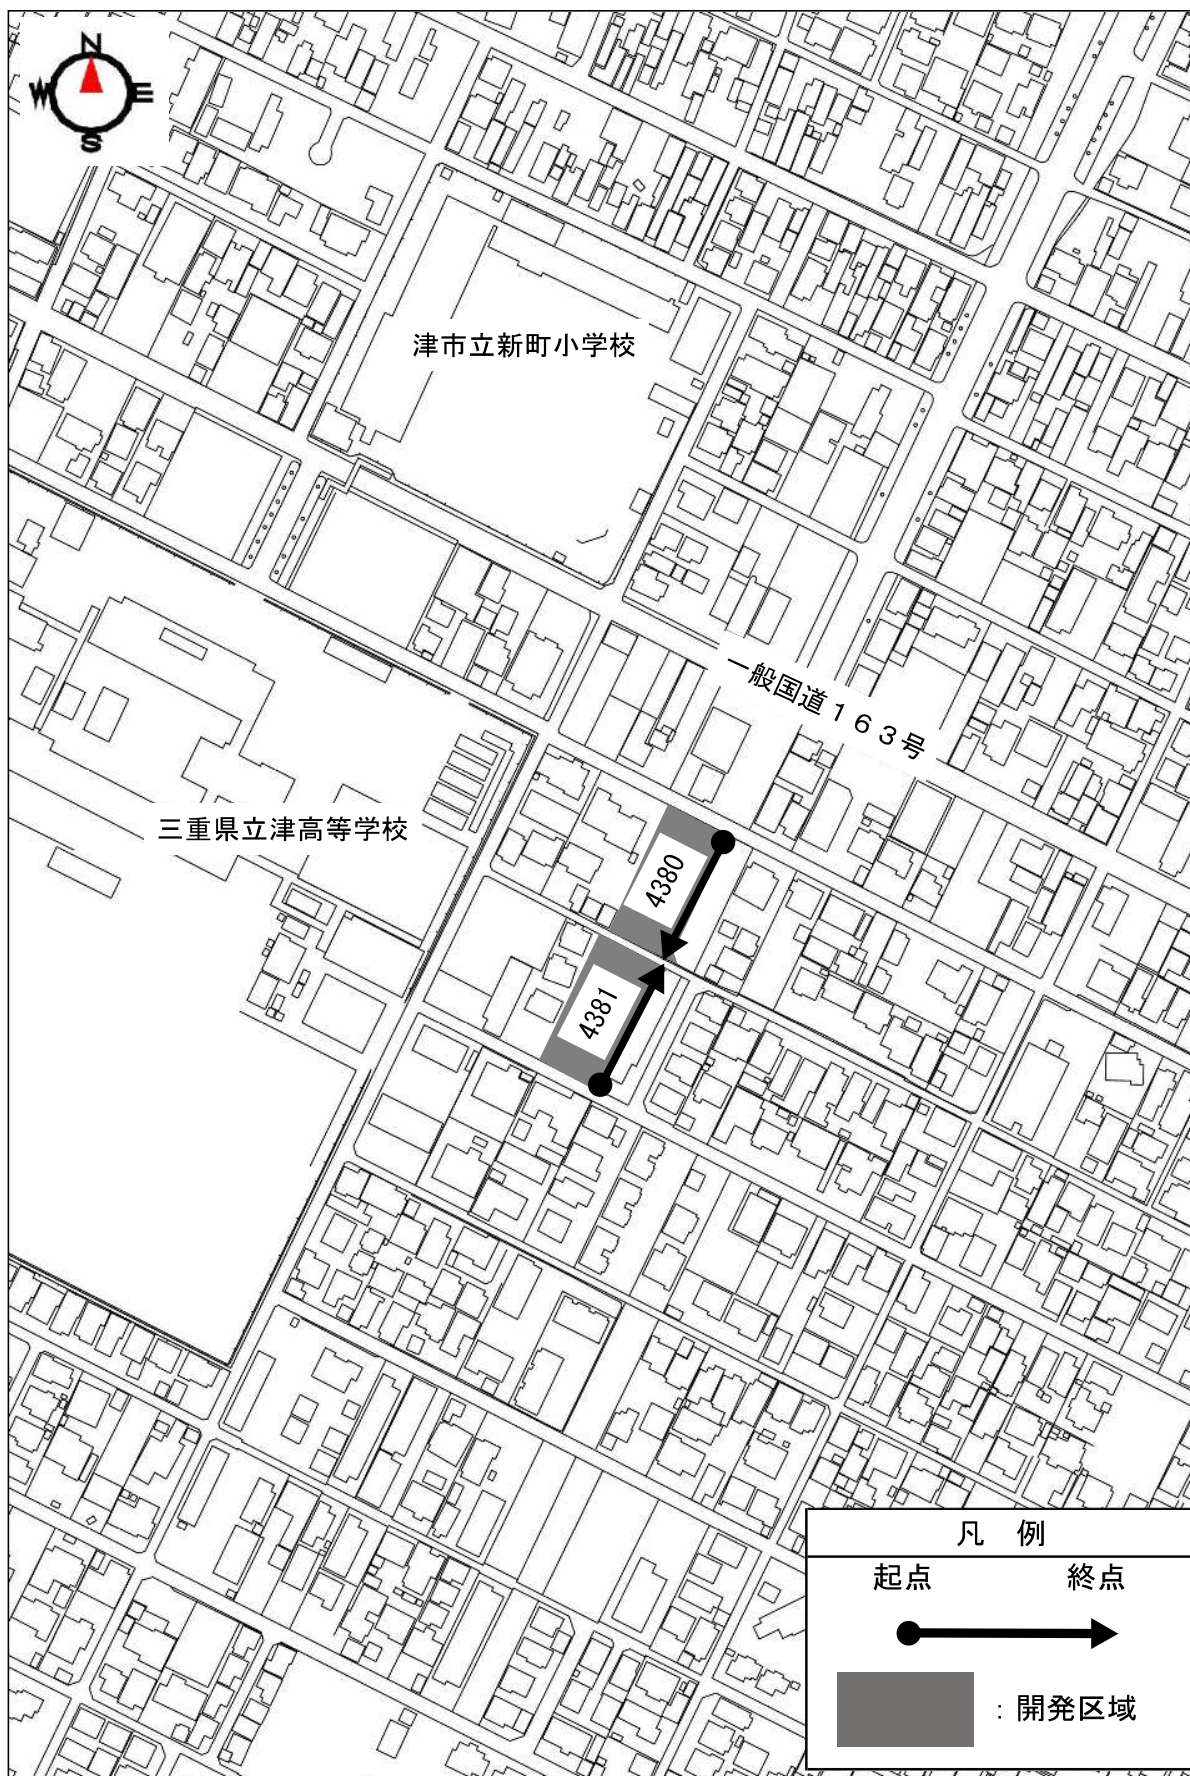 N
W E
S
津市立新町小学校
一般国道１６３号
三重県立津高等学校
4380
4381
凡　例
起点　終点
：開発区域